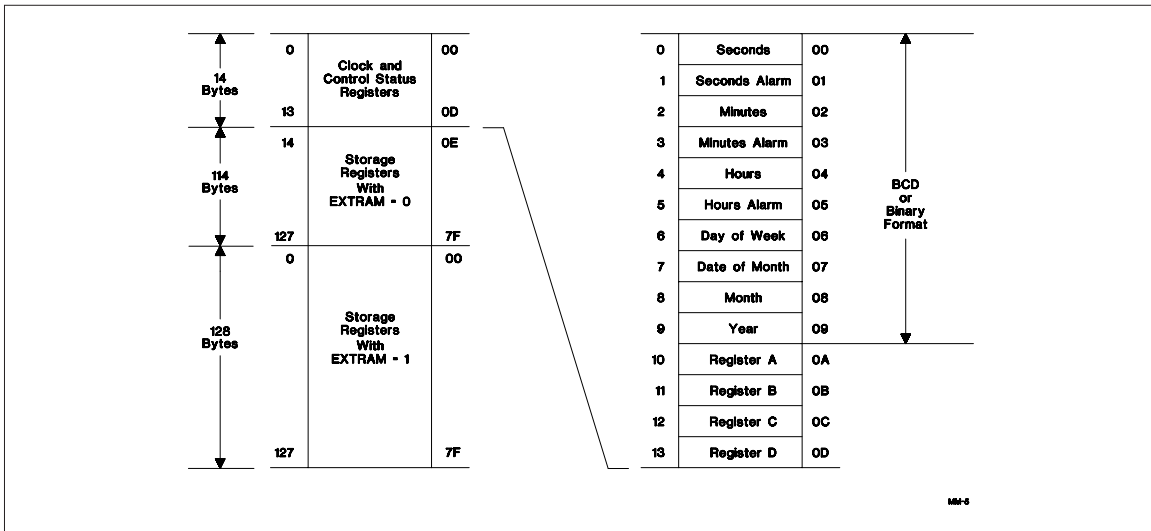 14
Bytes
0 00
Clock and
Control Status
Registers
13 0D
114
Bytes
14 0E
Storage
Registers
With
EXTRAM - 0
127 7F
128
Bytes
0 00
Storage
Registers
With
EXTRAM - 1
127 7F
0 Seconds 00
1 Seconds Alarm 01
2 Minutes 02
3 Minutes Alarm 03
4 Hours 04
5 Hours Alarm 05
6 Day of Week 06
7 Date of Month 07
8 Month 08
9 Year 09
10 Register A 0A
11 Register B 0B
12 Register C 0C
13 Register D 0D
BCD
or
Binary
Format
MM-5